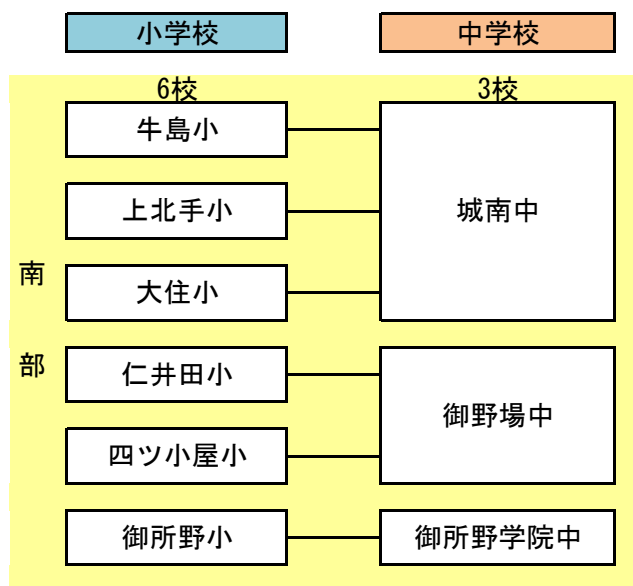 小学校
中学校
6校
3校
牛島小
城南中
上北手小
大住小
南部
仁井田小
御野場中
四ツ小屋小
御所野小
御所野学院中